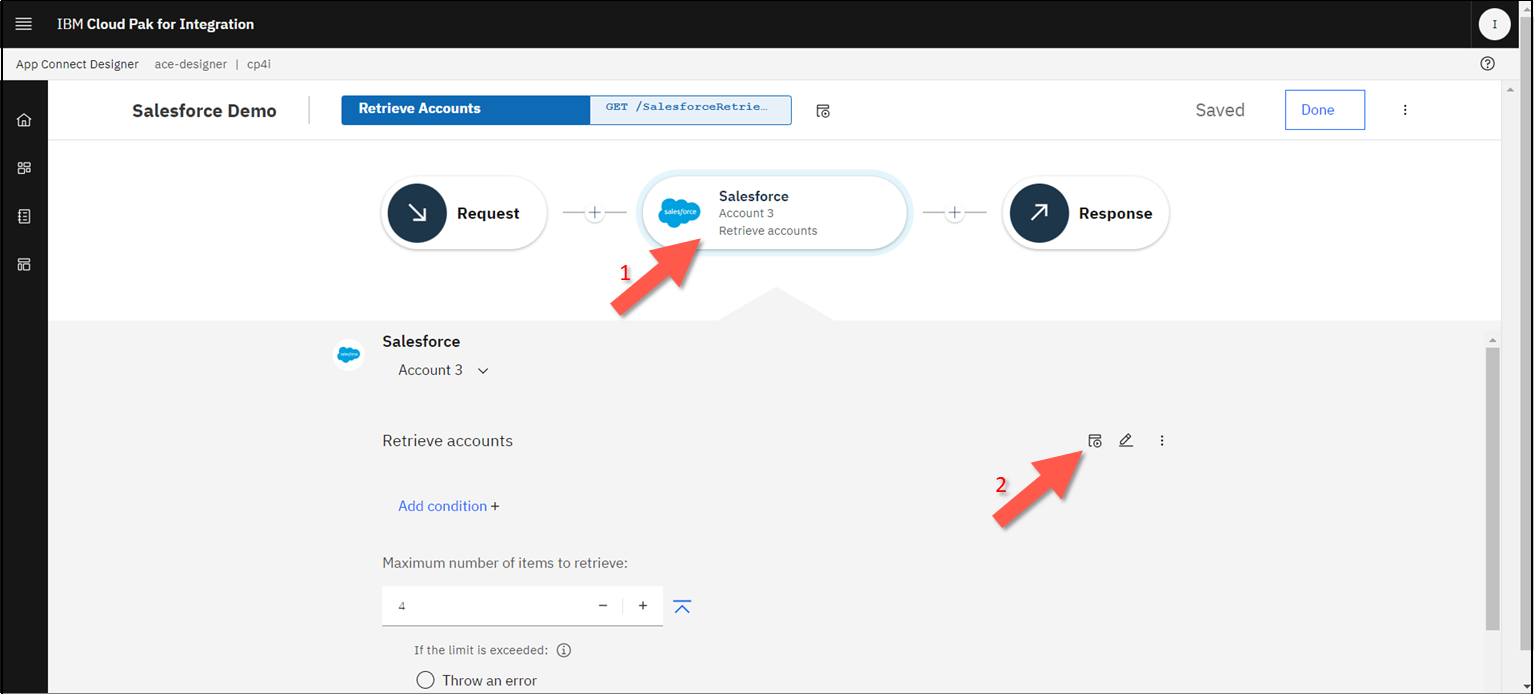 IBM Cloud Pak for Integration
I
App Connect Designer ace-designer | cp4i
Salesforce Demo
Retrieve Accounts
GET /SalesforceRetrie…
Saved
Done
Request
salesforce
Salesforce
Account 3
Retrieve accounts
Response
1
Salesforce
salesforce
Account 3
Retrieve accounts
2
Add condition +
Maximum number of items to retrieve:
4
If the limit is exceeded:
Throw an error